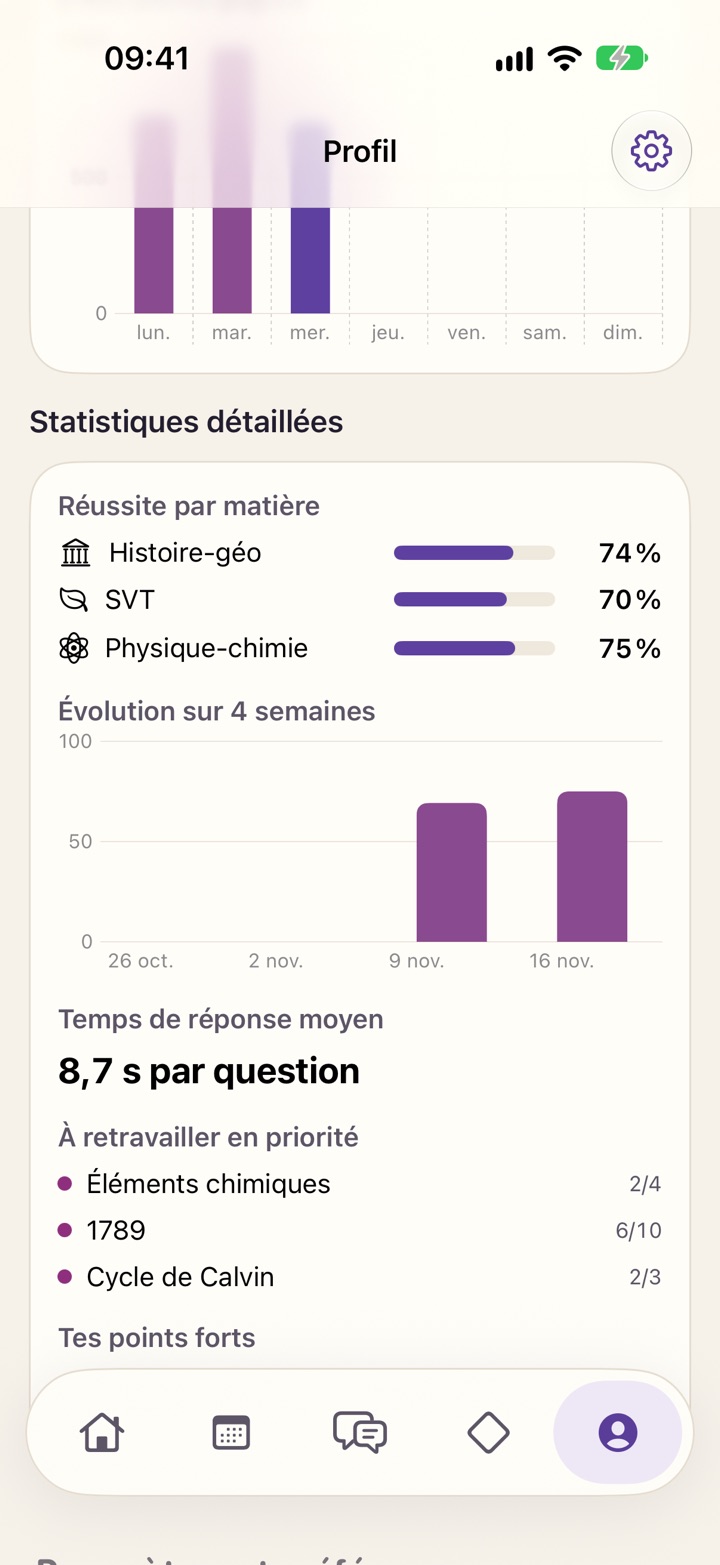 09:41
Profil
0
lun. mar. mer. jeu. ven. sam. dim.
Statistiques détaillées
Réussite par matière
Histoire-géo 74 %
SVT 70 %
Physique-chimie 75 %
Évolution sur 4 semaines
100
50
0
26 oct. 2 nov. 9 nov. 16 nov.
Temps de réponse moyen
8,7 s par question
À retravailler en priorité
Éléments chimiques 2/4
1789 6/10
Cycle de Calvin 2/3
Tes points forts